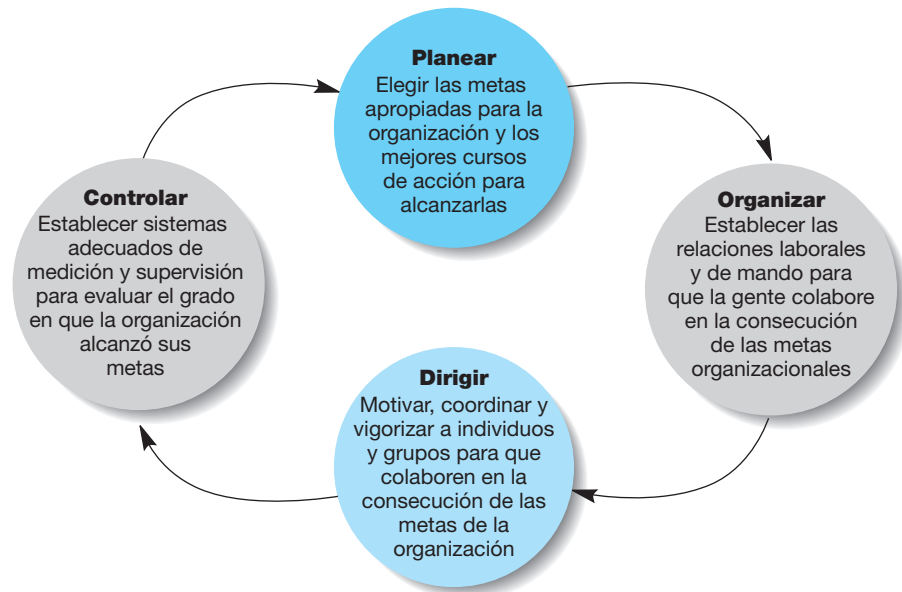 Planear
Elegir las metas
apropiadas para la
organización y los
mejores cursos
de acción para
alcanzarlas
Organizar
Establecer las
relaciones laborales
y de mando para
que la gente colabore
en la consecución
de las metas
organizacionales
Dirigir
Motivar, coordinar y
vigorizar a individuos
y grupos para que
colaboren en la
consecución de las
metas de la
organización
Controlar
Establecer sistemas
adecuados de
medición y supervisión
para evaluar el grado
en que la organización
alcanzó sus
metas